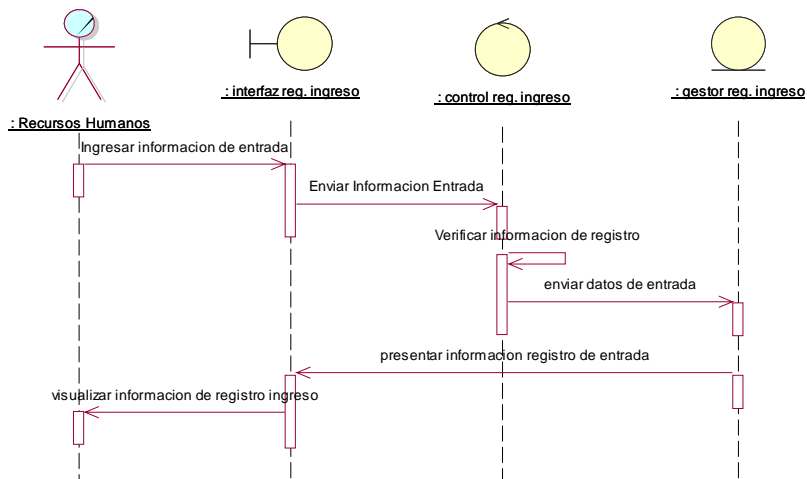 : interfaz reg. ingreso
: control reg. ingreso
: gestor reg. ingreso
: Recursos Humanos
Ingresar informacion de entrada
Enviar Informacion Entrada
Verificar informacion de registro
enviar datos de entrada
presentar informacion registro de entrada
visualizar informacion de registro ingreso